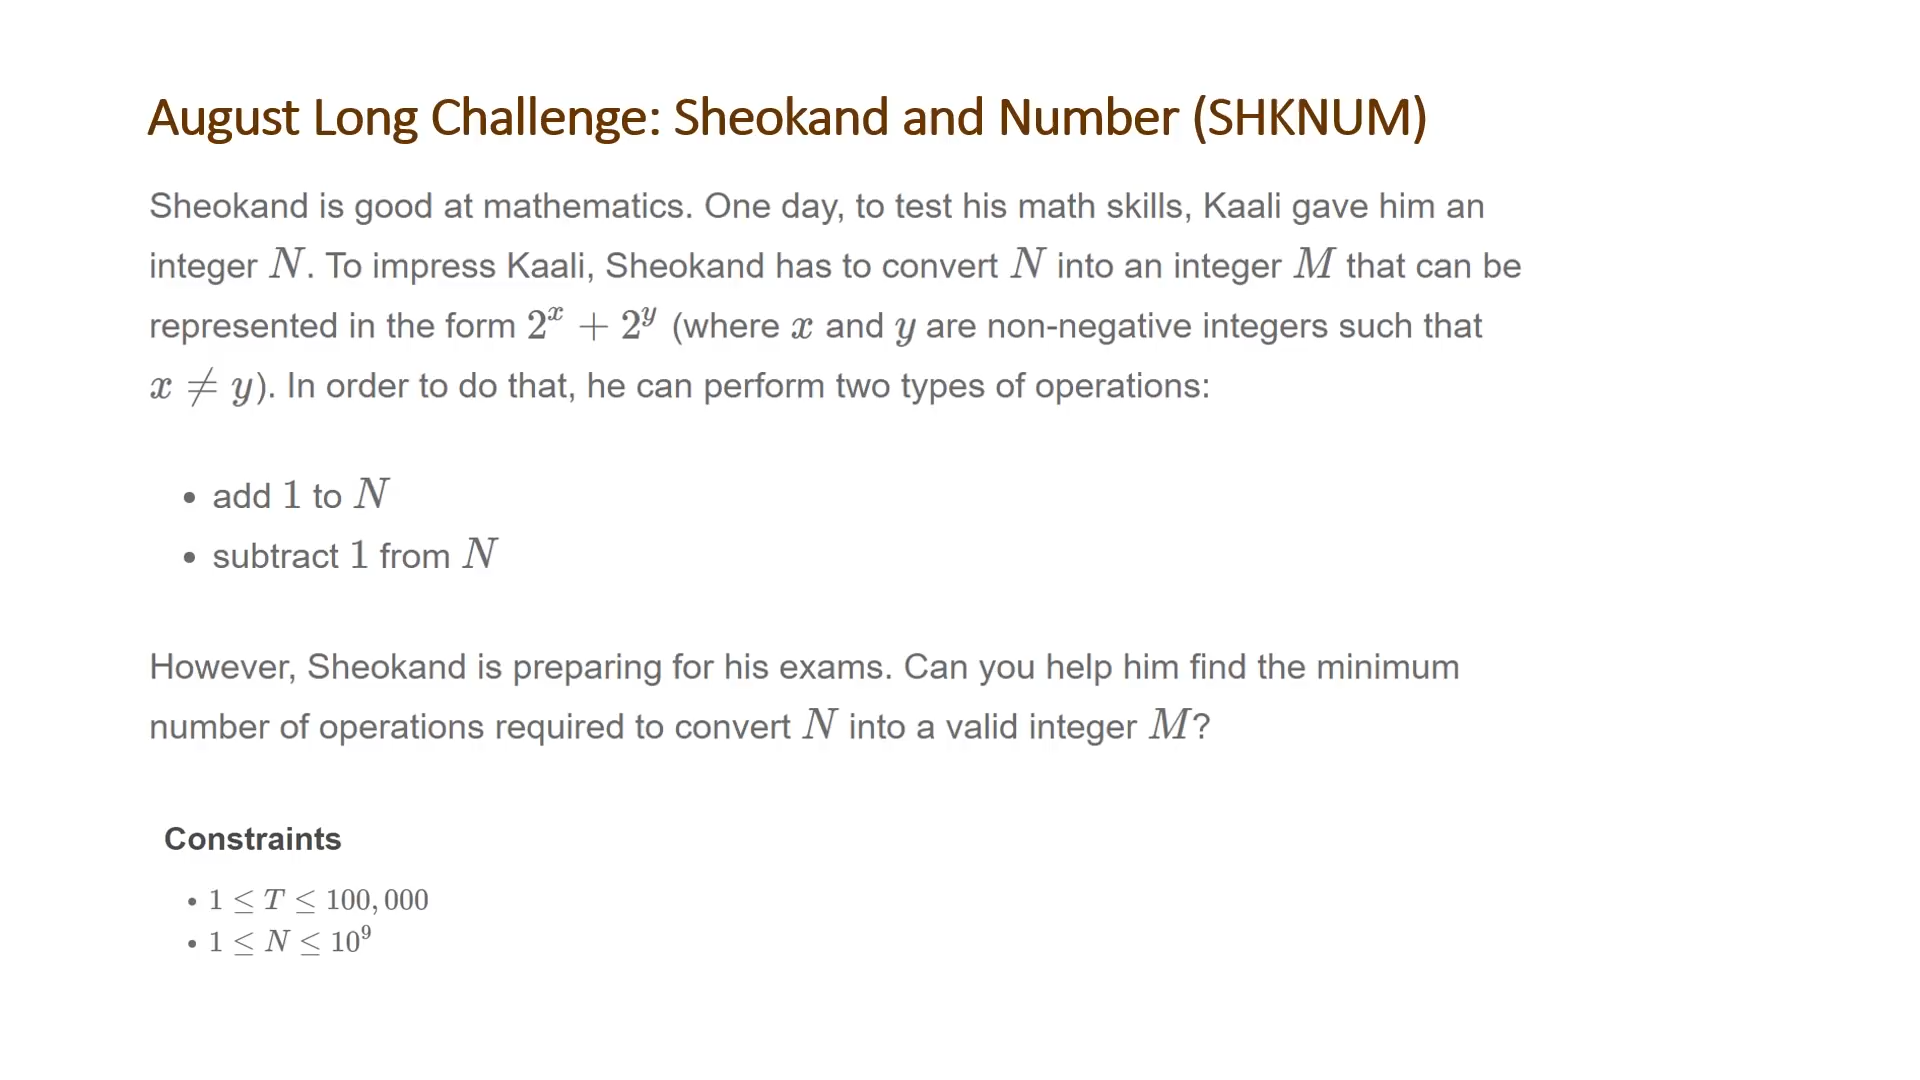 August Long Challenge: Sheokand and Number (SHKNUM)
Sheokand is good at mathematics. One day, to test his math skills, Kaali gave him an
integer N. To impress Kaali, Sheokand has to convert N into an integer M that can be
represented in the form 2^x + 2^y (where x and y are non-negative integers such that
x ≠ y). In order to do that, he can perform two types of operations:
• add 1 to N
• subtract 1 from N
However, Sheokand is preparing for his exams. Can you help him find the minimum
number of operations required to convert N into a valid integer M?
Constraints
• 1 ≤ T ≤ 100,000
• 1 ≤ N ≤ 10^9